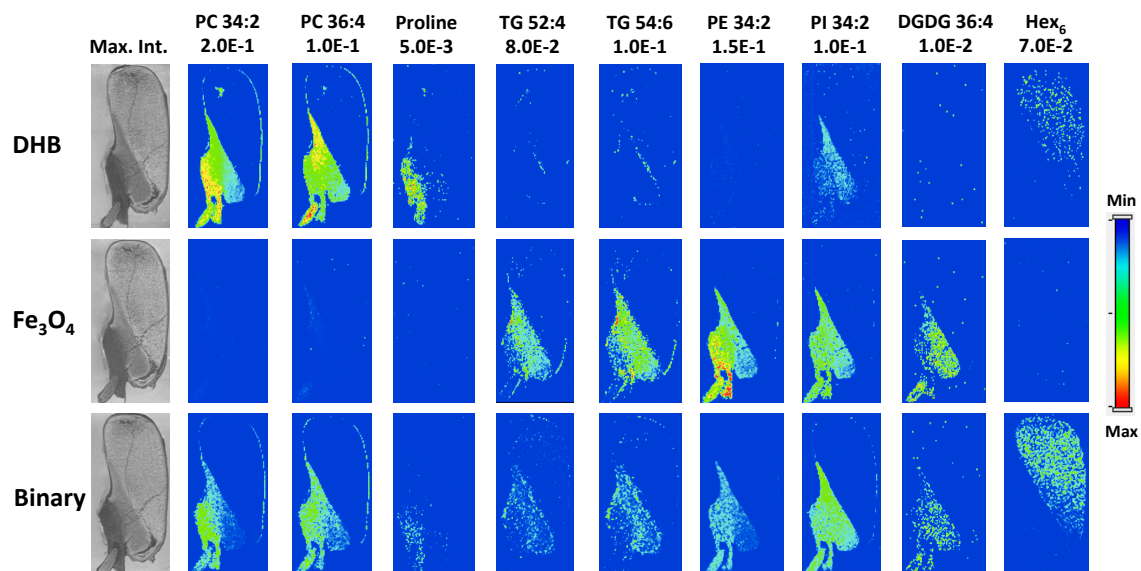 Max. Int.
PC 34:2
2.0E-1
PC 36:4
1.0E-1
Proline
5.0E-3
TG 52:4
8.0E-2
TG 54:6
1.0E-1
PE 34:2
1.5E-1
PI 34:2
1.0E-1
DGDG 36:4
1.0E-2
Hex₆
7.0E-2
DHB
Fe₃O₄
Binary
Min
Max